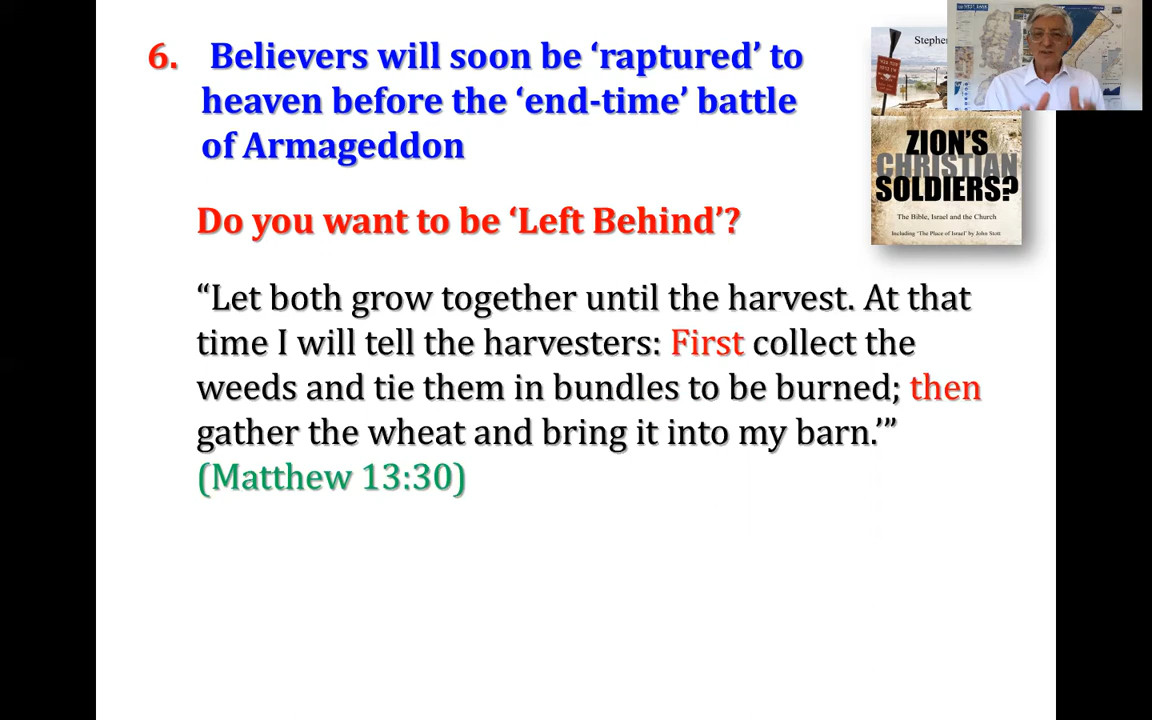 6. Believers will soon be ‘raptured’ to
heaven before the ‘end-time’ battle
of Armageddon
Do you want to be ‘Left Behind’?
“Let both grow together until the harvest. At that
time I will tell the harvesters: First collect the
weeds and tie them in bundles to be burned; then
gather the wheat and bring it into my barn.’”
(Matthew 13:30)
Stephe
ZION'S
CHRISTIAN
SOLDIERS?
The Bible, Israel and the Church
Including 'The Place of Israel' by John Stott